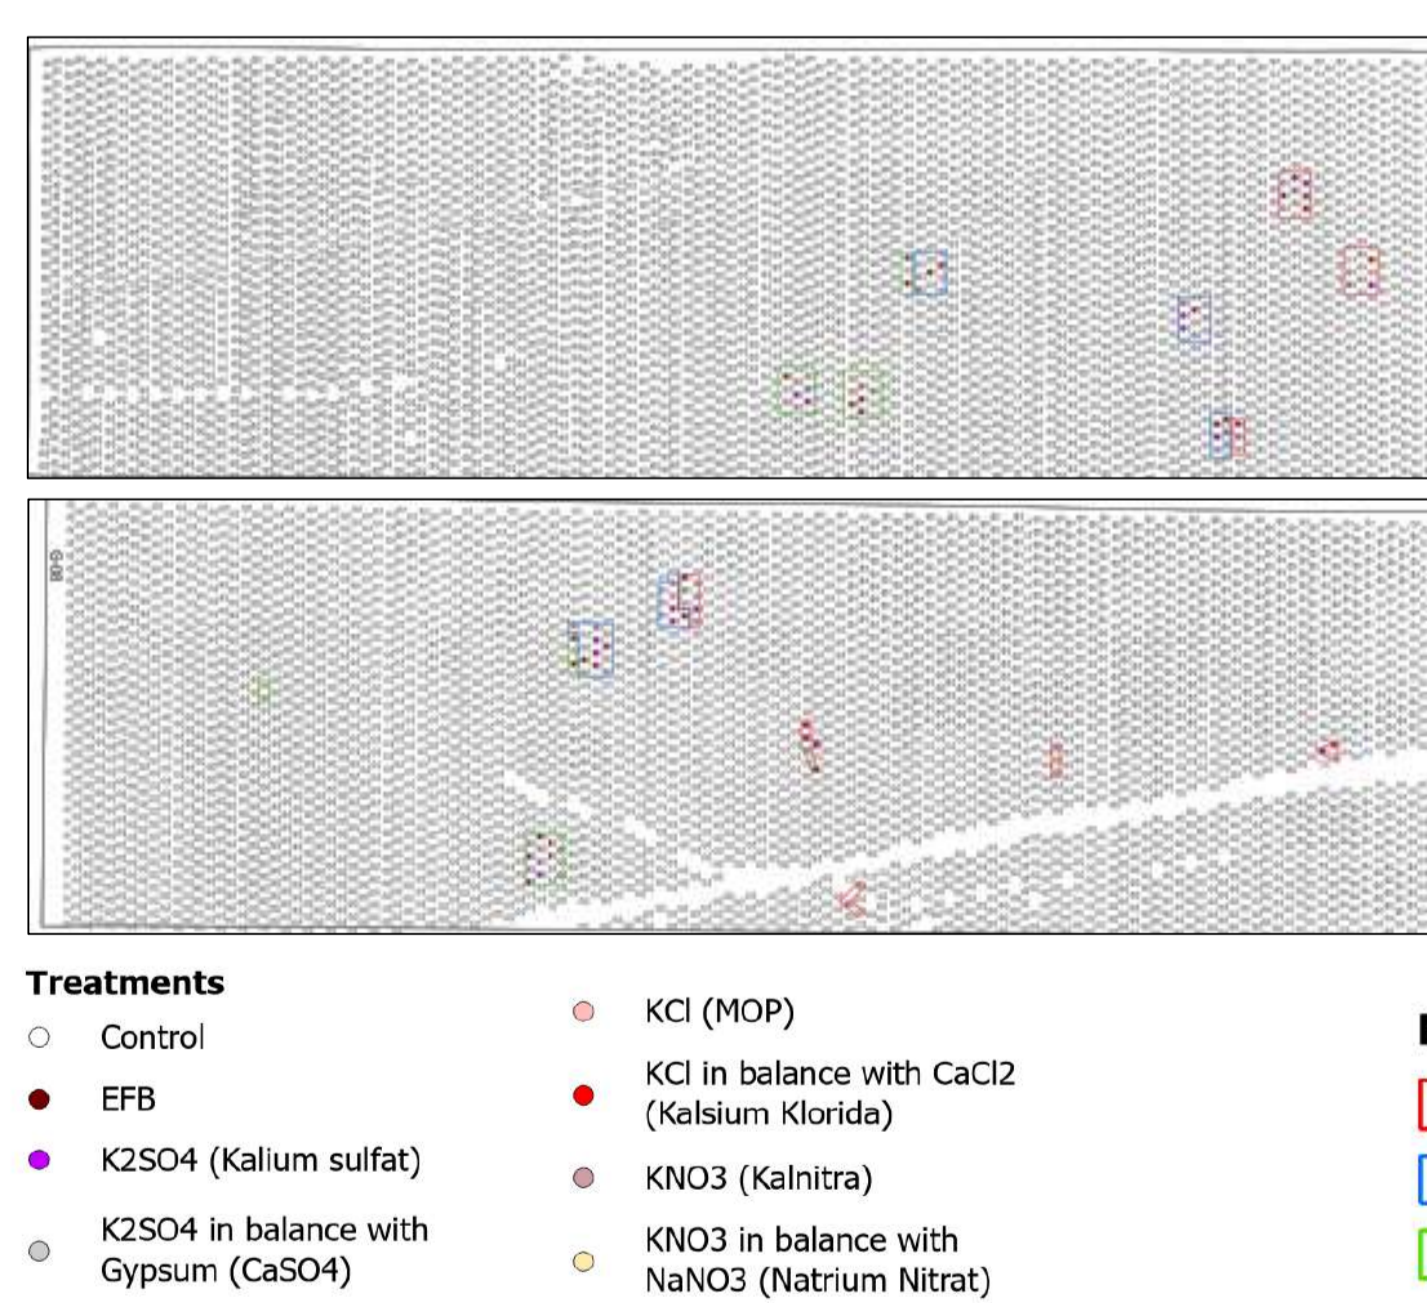 G-08
Treatments
Control
EFB
K2SO4 (Kalium sulfat)
K2SO4 in balance with
Gypsum (CaSO4)
KCl (MOP)
KCl in balance with CaCl2
(Kalsium Klorida)
KNO3 (Kalnitra)
KNO3 in balance with
NaNO3 (Natrium Nitrat)